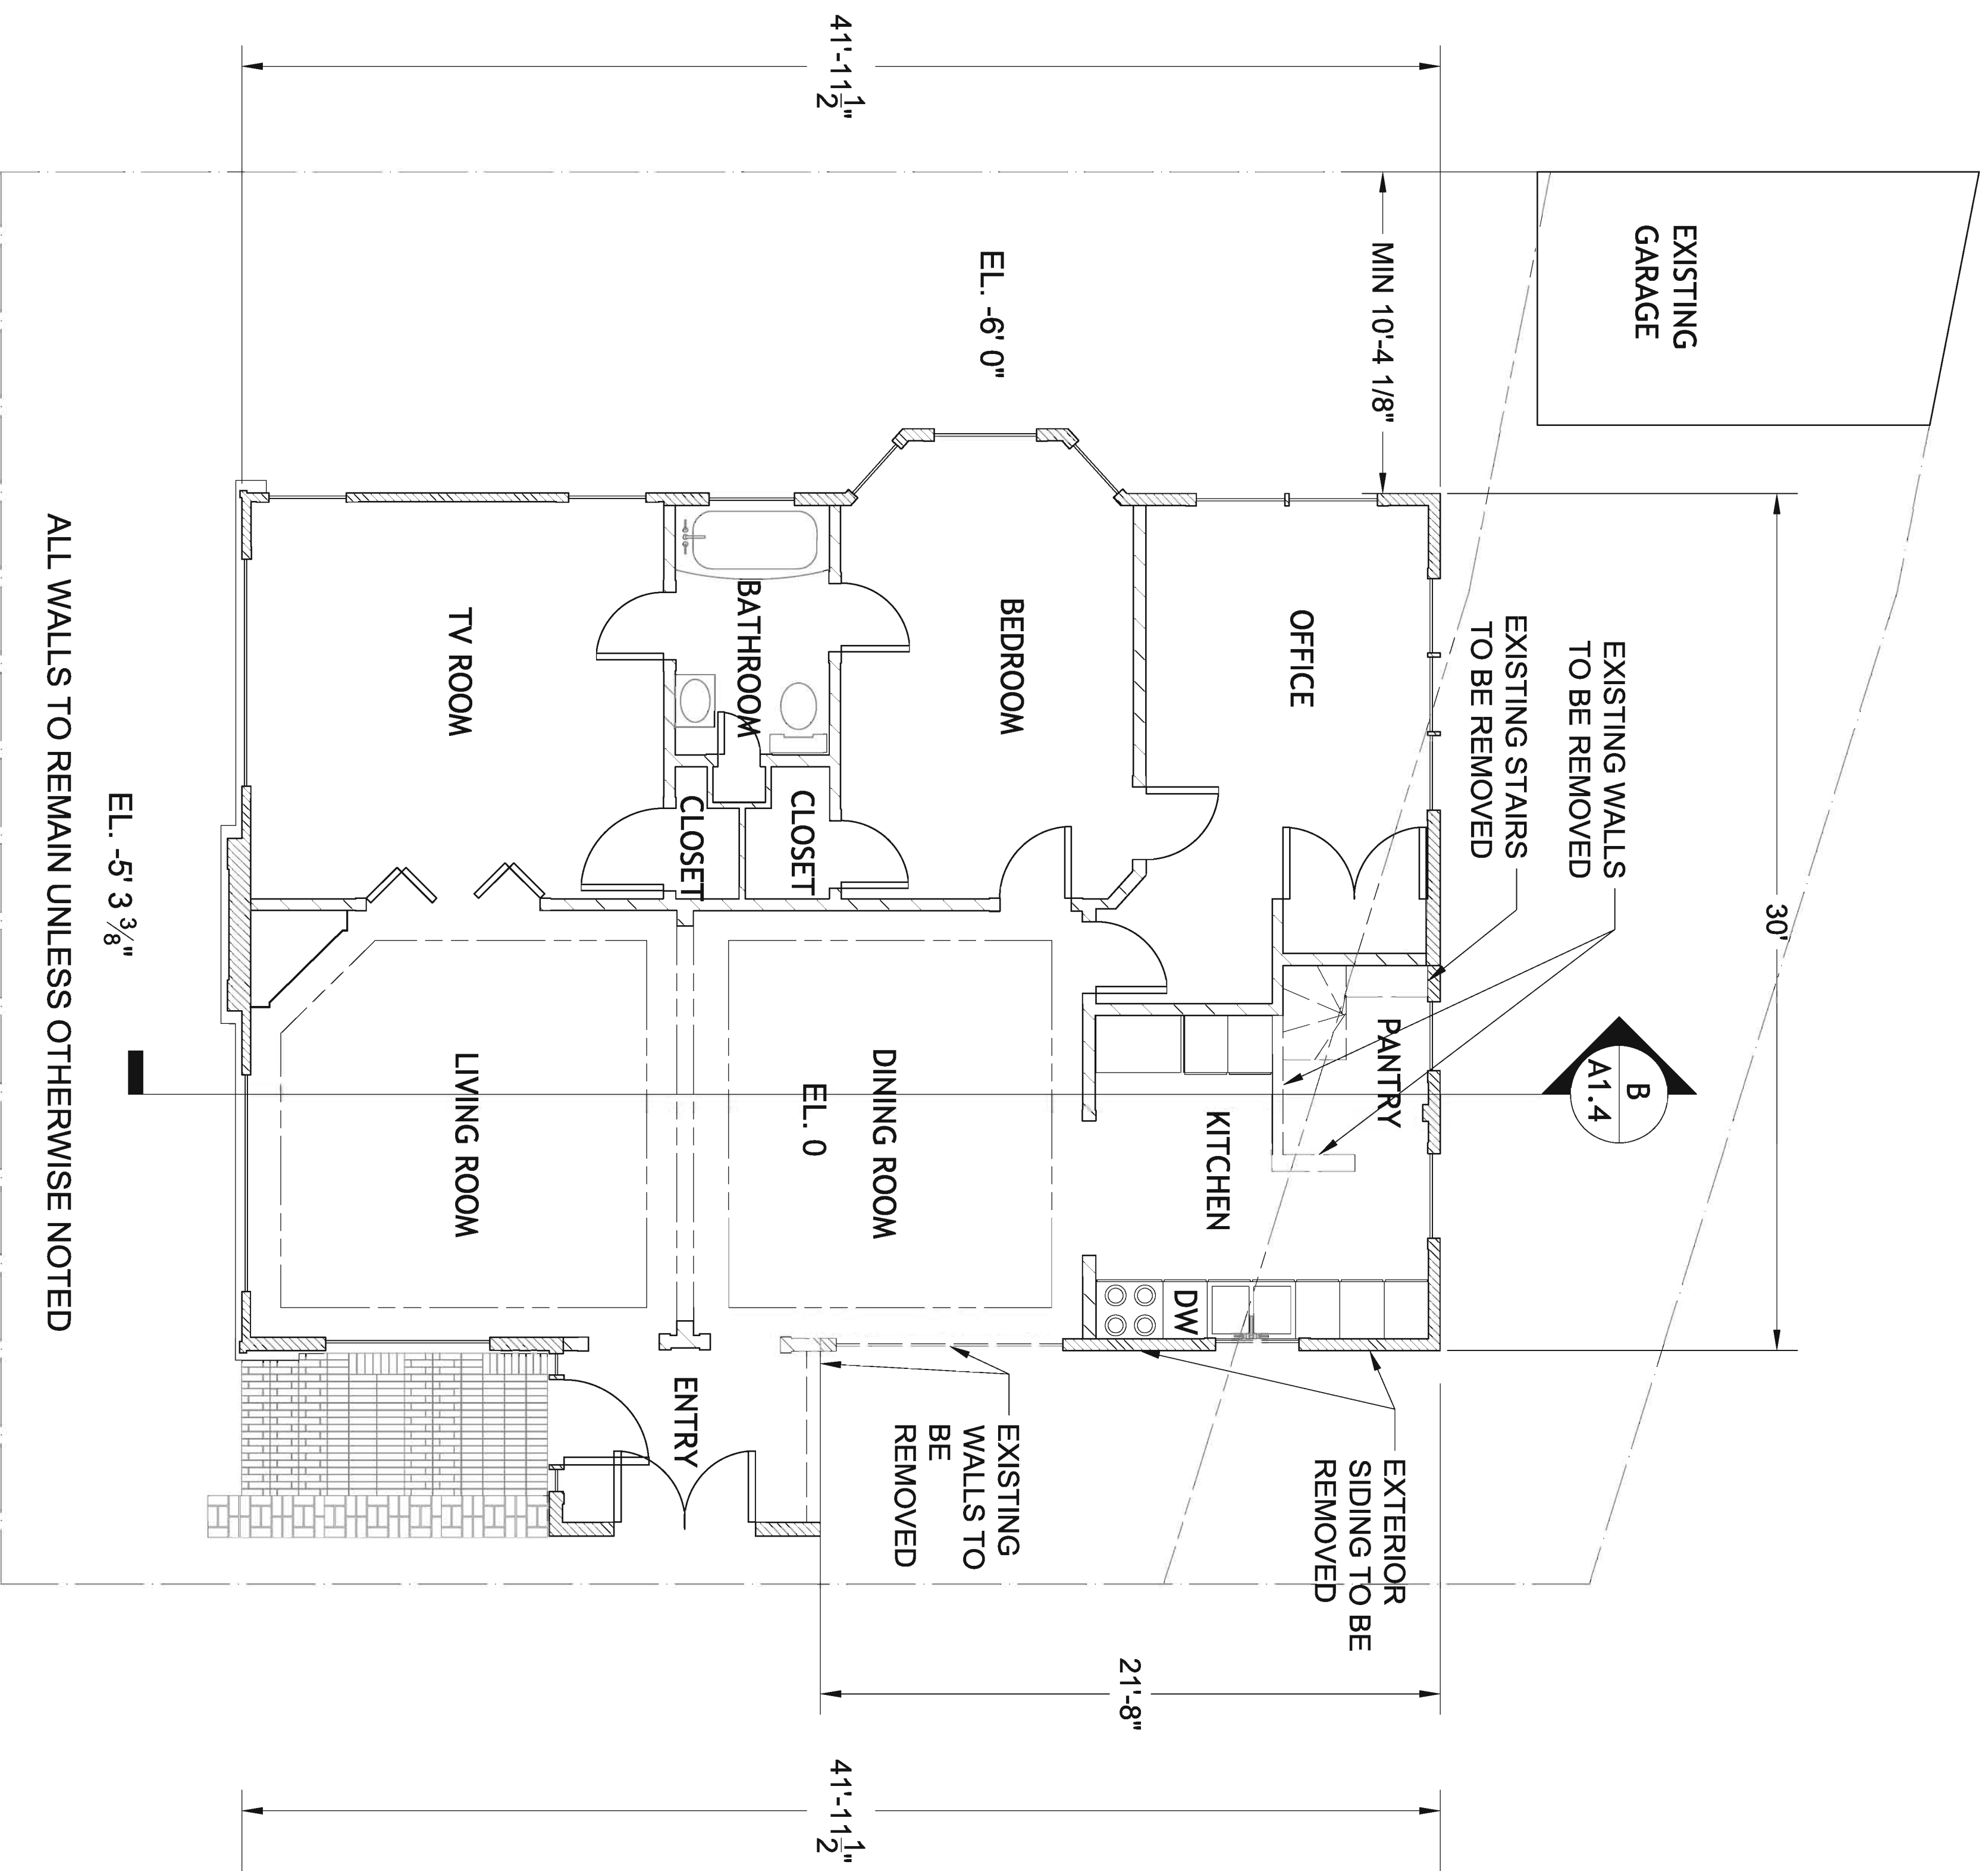 41'-11 1/2"
EXISTING
GARAGE
MIN 10'-4 1/8"
EL. -6' 0"
30'
EXISTING WALLS
TO BE REMOVED
EXISTING STAIRS
TO BE REMOVED
OFFICE
BEDROOM
BATHROOM
TV ROOM
CLOSET
CLOSET
B
A1.4
PANTRY
KITCHEN
DW
DINING ROOM
EL. 0
LIVING ROOM
ENTRY
EXTERIOR
SIDING TO BE
REMOVED
EXISTING
WALLS TO
BE
REMOVED
EL. -5' 3 3/8"
ALL WALLS TO REMAIN UNLESS OTHERWISE NOTED
21'-8"
41'-11 1/2"